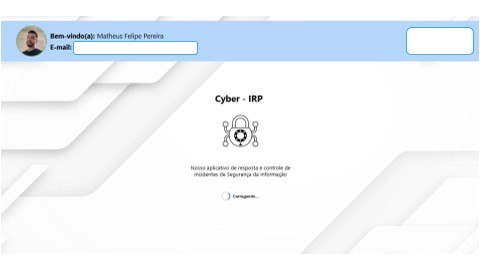 Bem-vindo(a): Matheus Felipe Pereira
E-mail:
Cyber - IRP
Nosso aplicativo de resposta e controle de
incidentes de Segurança da Informação
Carregando...